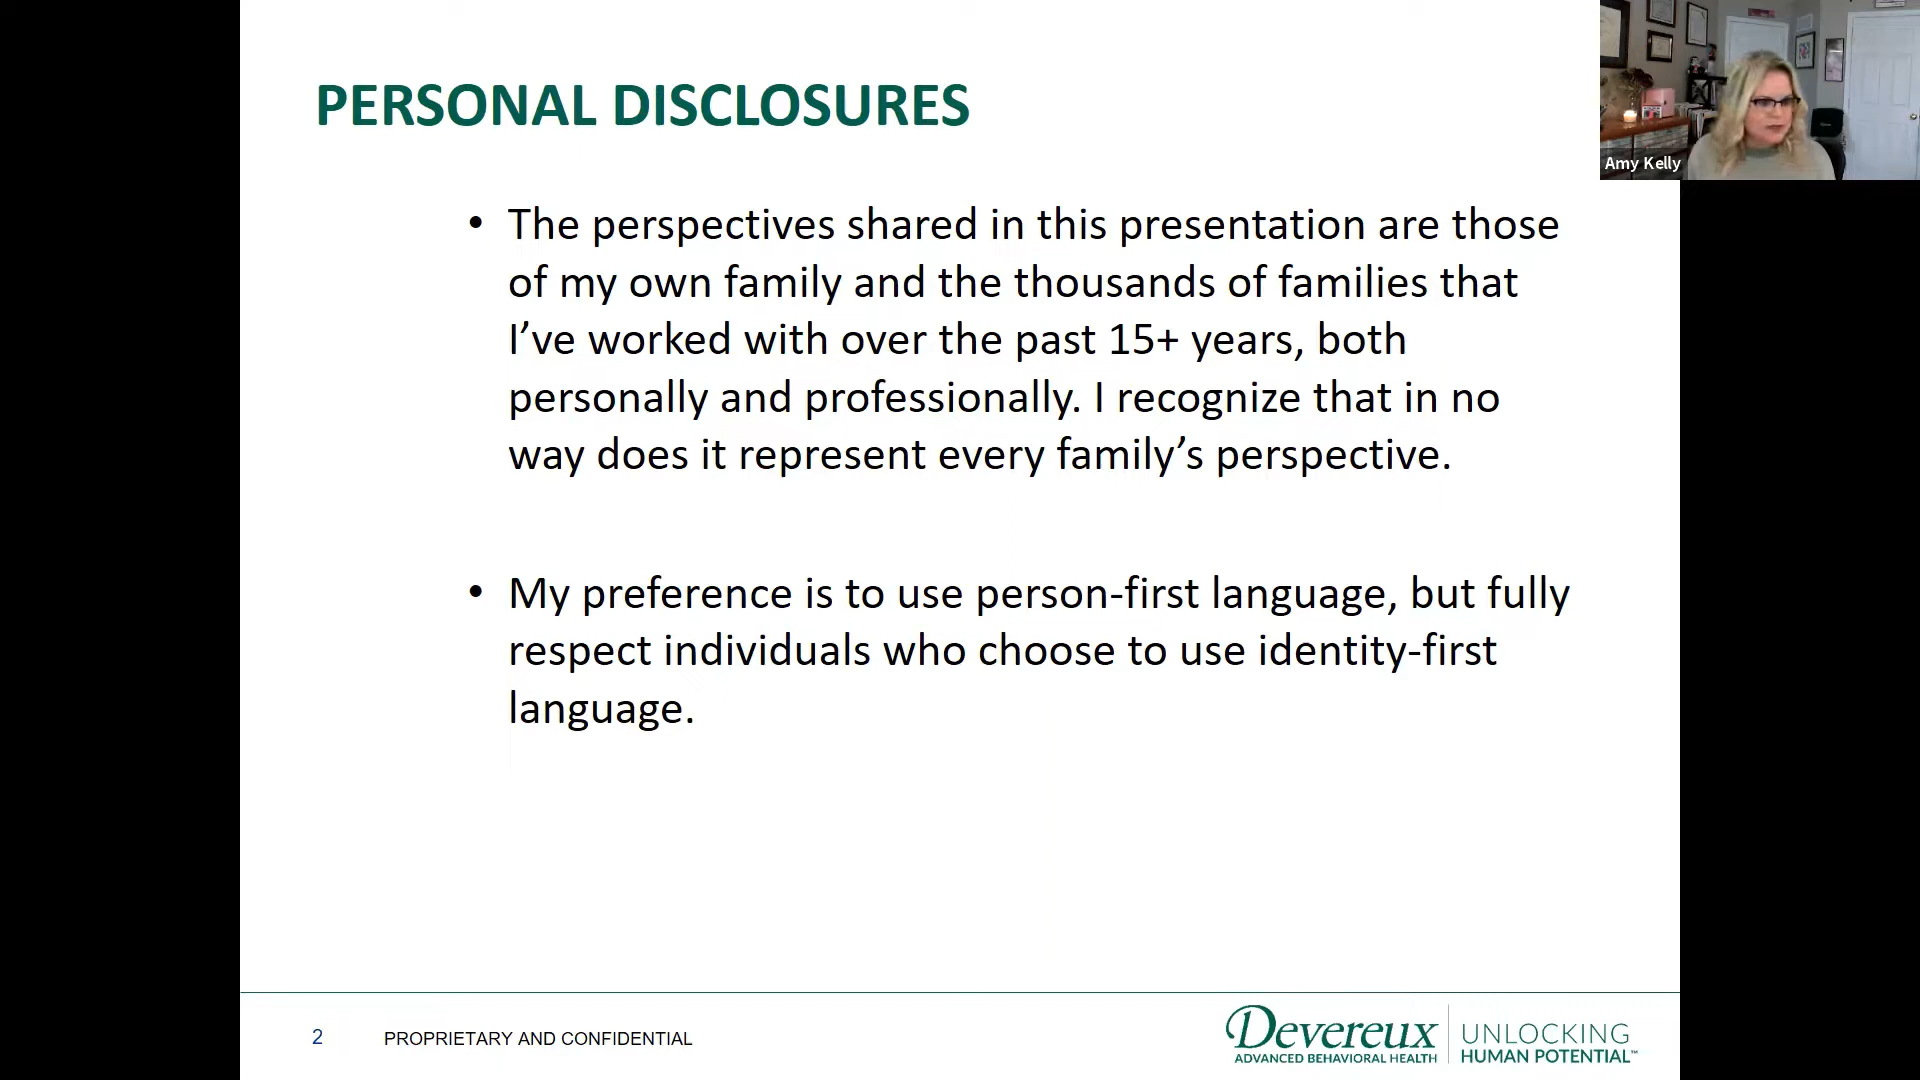 PERSONAL DISCLOSURES
Amy Kelly
• The perspectives shared in this presentation are those
of my own family and the thousands of families that
I’ve worked with over the past 15+ years, both
personally and professionally. I recognize that in no
way does it represent every family’s perspective.
• My preference is to use person-first language, but fully
respect individuals who choose to use identity-first
language.
2 PROPRIETARY AND CONFIDENTIAL
Devereux
ADVANCED BEHAVIORAL HEALTH
UNLOCKING
HUMAN POTENTIAL™